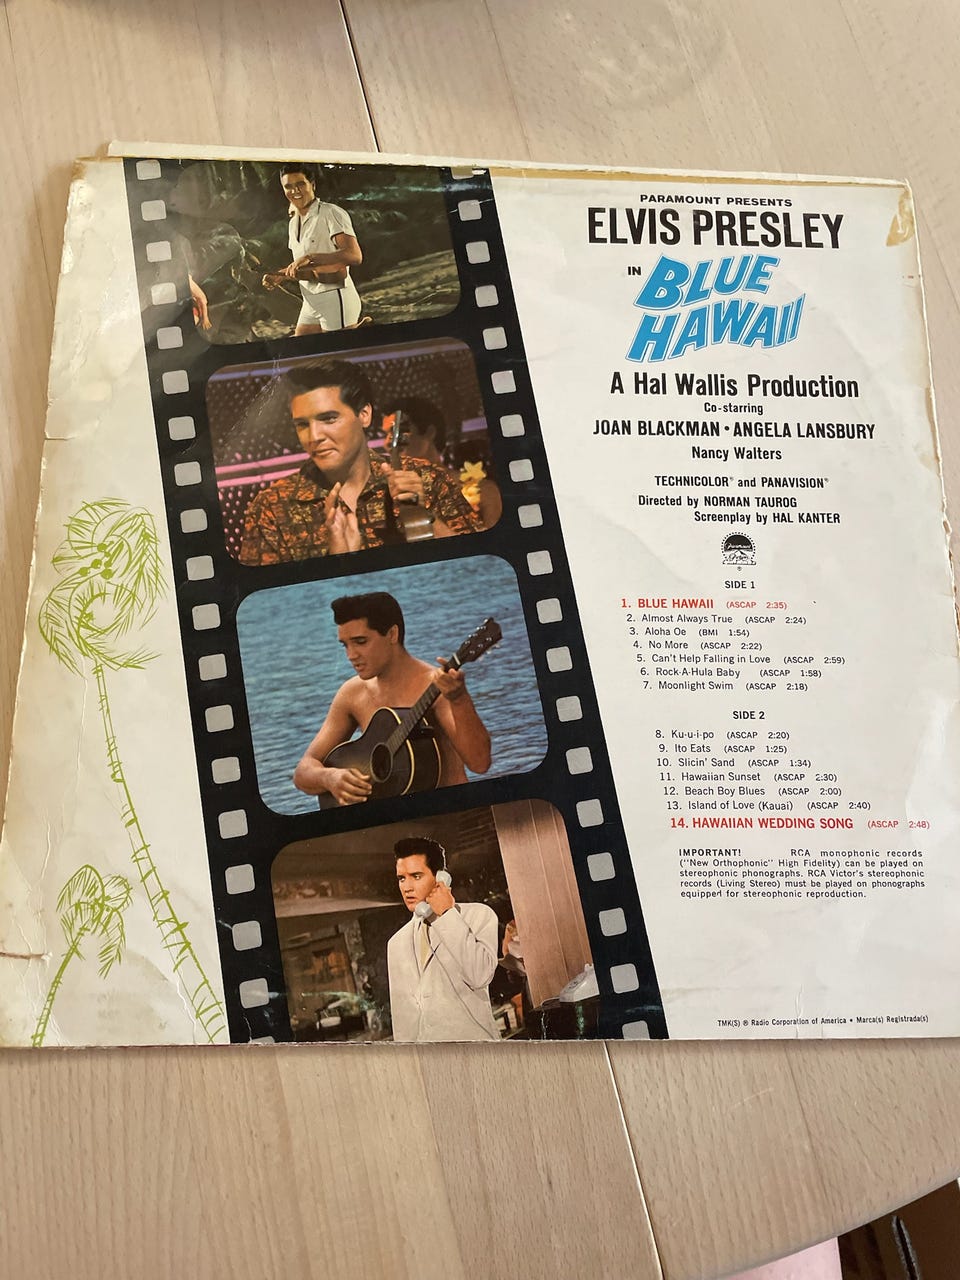 PARAMOUNT PRESENTS
ELVIS PRESLEY
IN BLUE
HAWAII
A Hal Wallis Production
Co-starring
JOAN BLACKMAN • ANGELA LANSBURY
Nancy Walters
TECHNICOLOR® and PANAVISION®
Directed by NORMAN TAUROG
Screenplay by HAL KANTER
Paramount
®
SIDE 1
1. BLUE HAWAII (ASCAP 2:35)
2. Almost Always True (ASCAP 2:24)
3. Aloha Oe (BMI 1:54)
4. No More (ASCAP 2:22)
5. Can't Help Falling in Love (ASCAP 2:59)
6. Rock-A-Hula Baby (ASCAP 1:58)
7. Moonlight Swim (ASCAP 2:18)
SIDE 2
8. Ku-u-i-po (ASCAP 2:20)
9. Ito Eats (ASCAP 1:25)
10. Slicin' Sand (ASCAP 1:34)
11. Hawaiian Sunset (ASCAP 2:30)
12. Beach Boy Blues (ASCAP 2:00)
13. Island of Love (Kauai) (ASCAP 2:40)
14. HAWAIIAN WEDDING SONG (ASCAP 2:48)
IMPORTANT! RCA monophonic records
("New Orthophonic" High Fidelity) can be played on
stereophonic phonographs. RCA Victor's stereophonic
records (Living Stereo) must be played on phonographs
equipped for stereophonic reproduction.
TMK(S) ® Radio Corporation of America • Marca(s) Registrada(s)